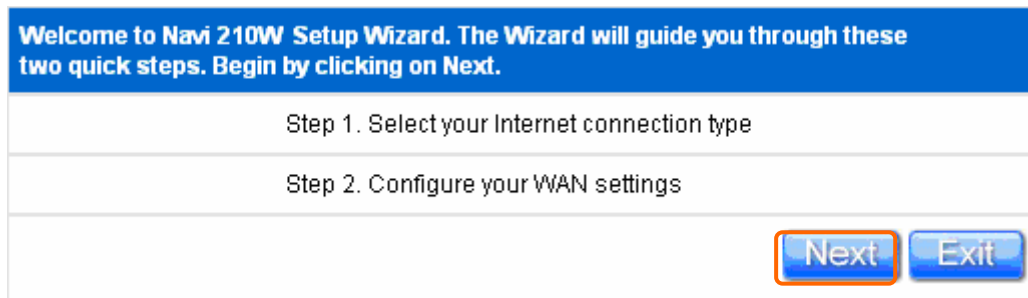 Welcome to Navi 210W Setup Wizard. The Wizard will guide you through these
two quick steps. Begin by clicking on Next.
Step 1. Select your Internet connection type
Step 2. Configure your WAN settings
Next Exit